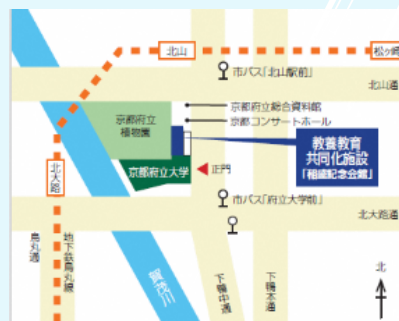 北山
松ヶ崎
市バス「北山駅前」
北山通
京都府立
植物園
京都府立総合資料館
京都コンサートホール
教養教育
共同化施設
「稲盛記念会館」
北大路
京都府立大学
正門
市バス「府立大学前」
北大路通
烏丸通
地下鉄烏丸線
賀茂川
下鴨中通
下鴨本通
北